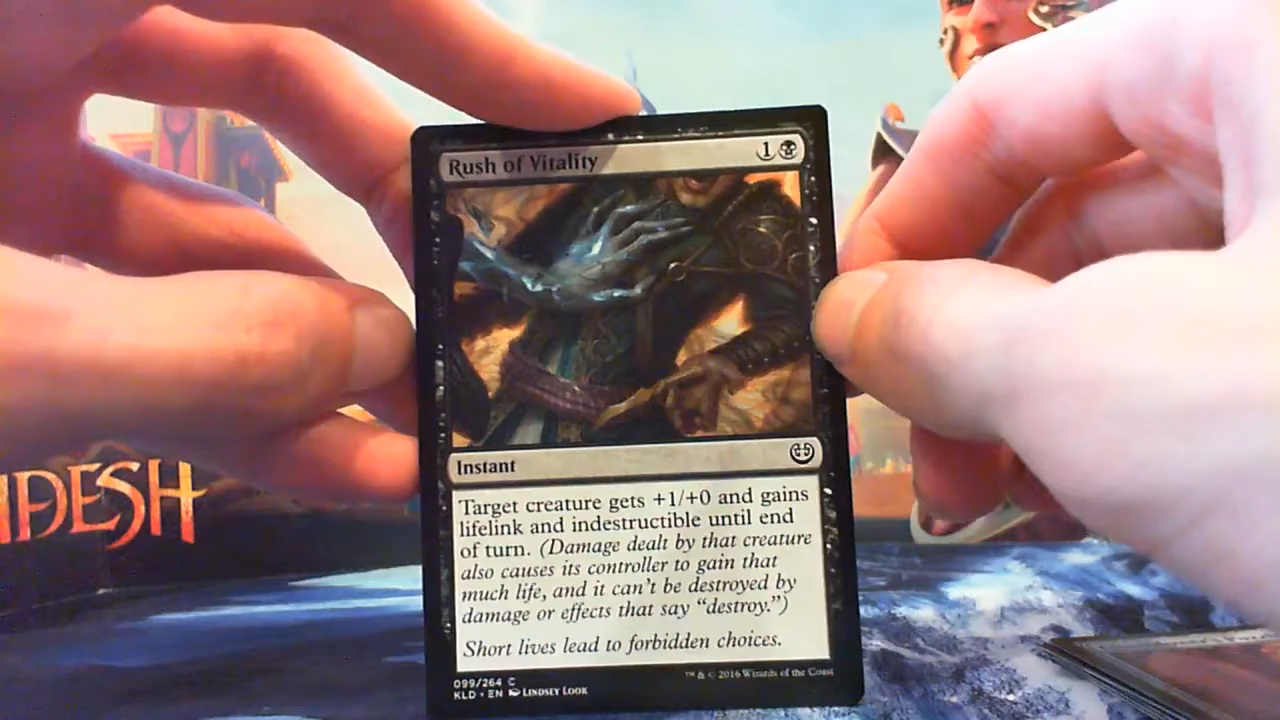 Rush of Vitality 1
Instant
Target creature gets +1/+0 and gains
lifelink and indestructible until end
of turn. (Damage dealt by that creature
also causes its controller to gain that
much life, and it can't be destroyed by
damage or effects that say "destroy.")
Short lives lead to forbidden choices.
099/264 C
KLD • EN LINDSEY LOOK
™ & © 2016 Wizards of the Coast
ADESH